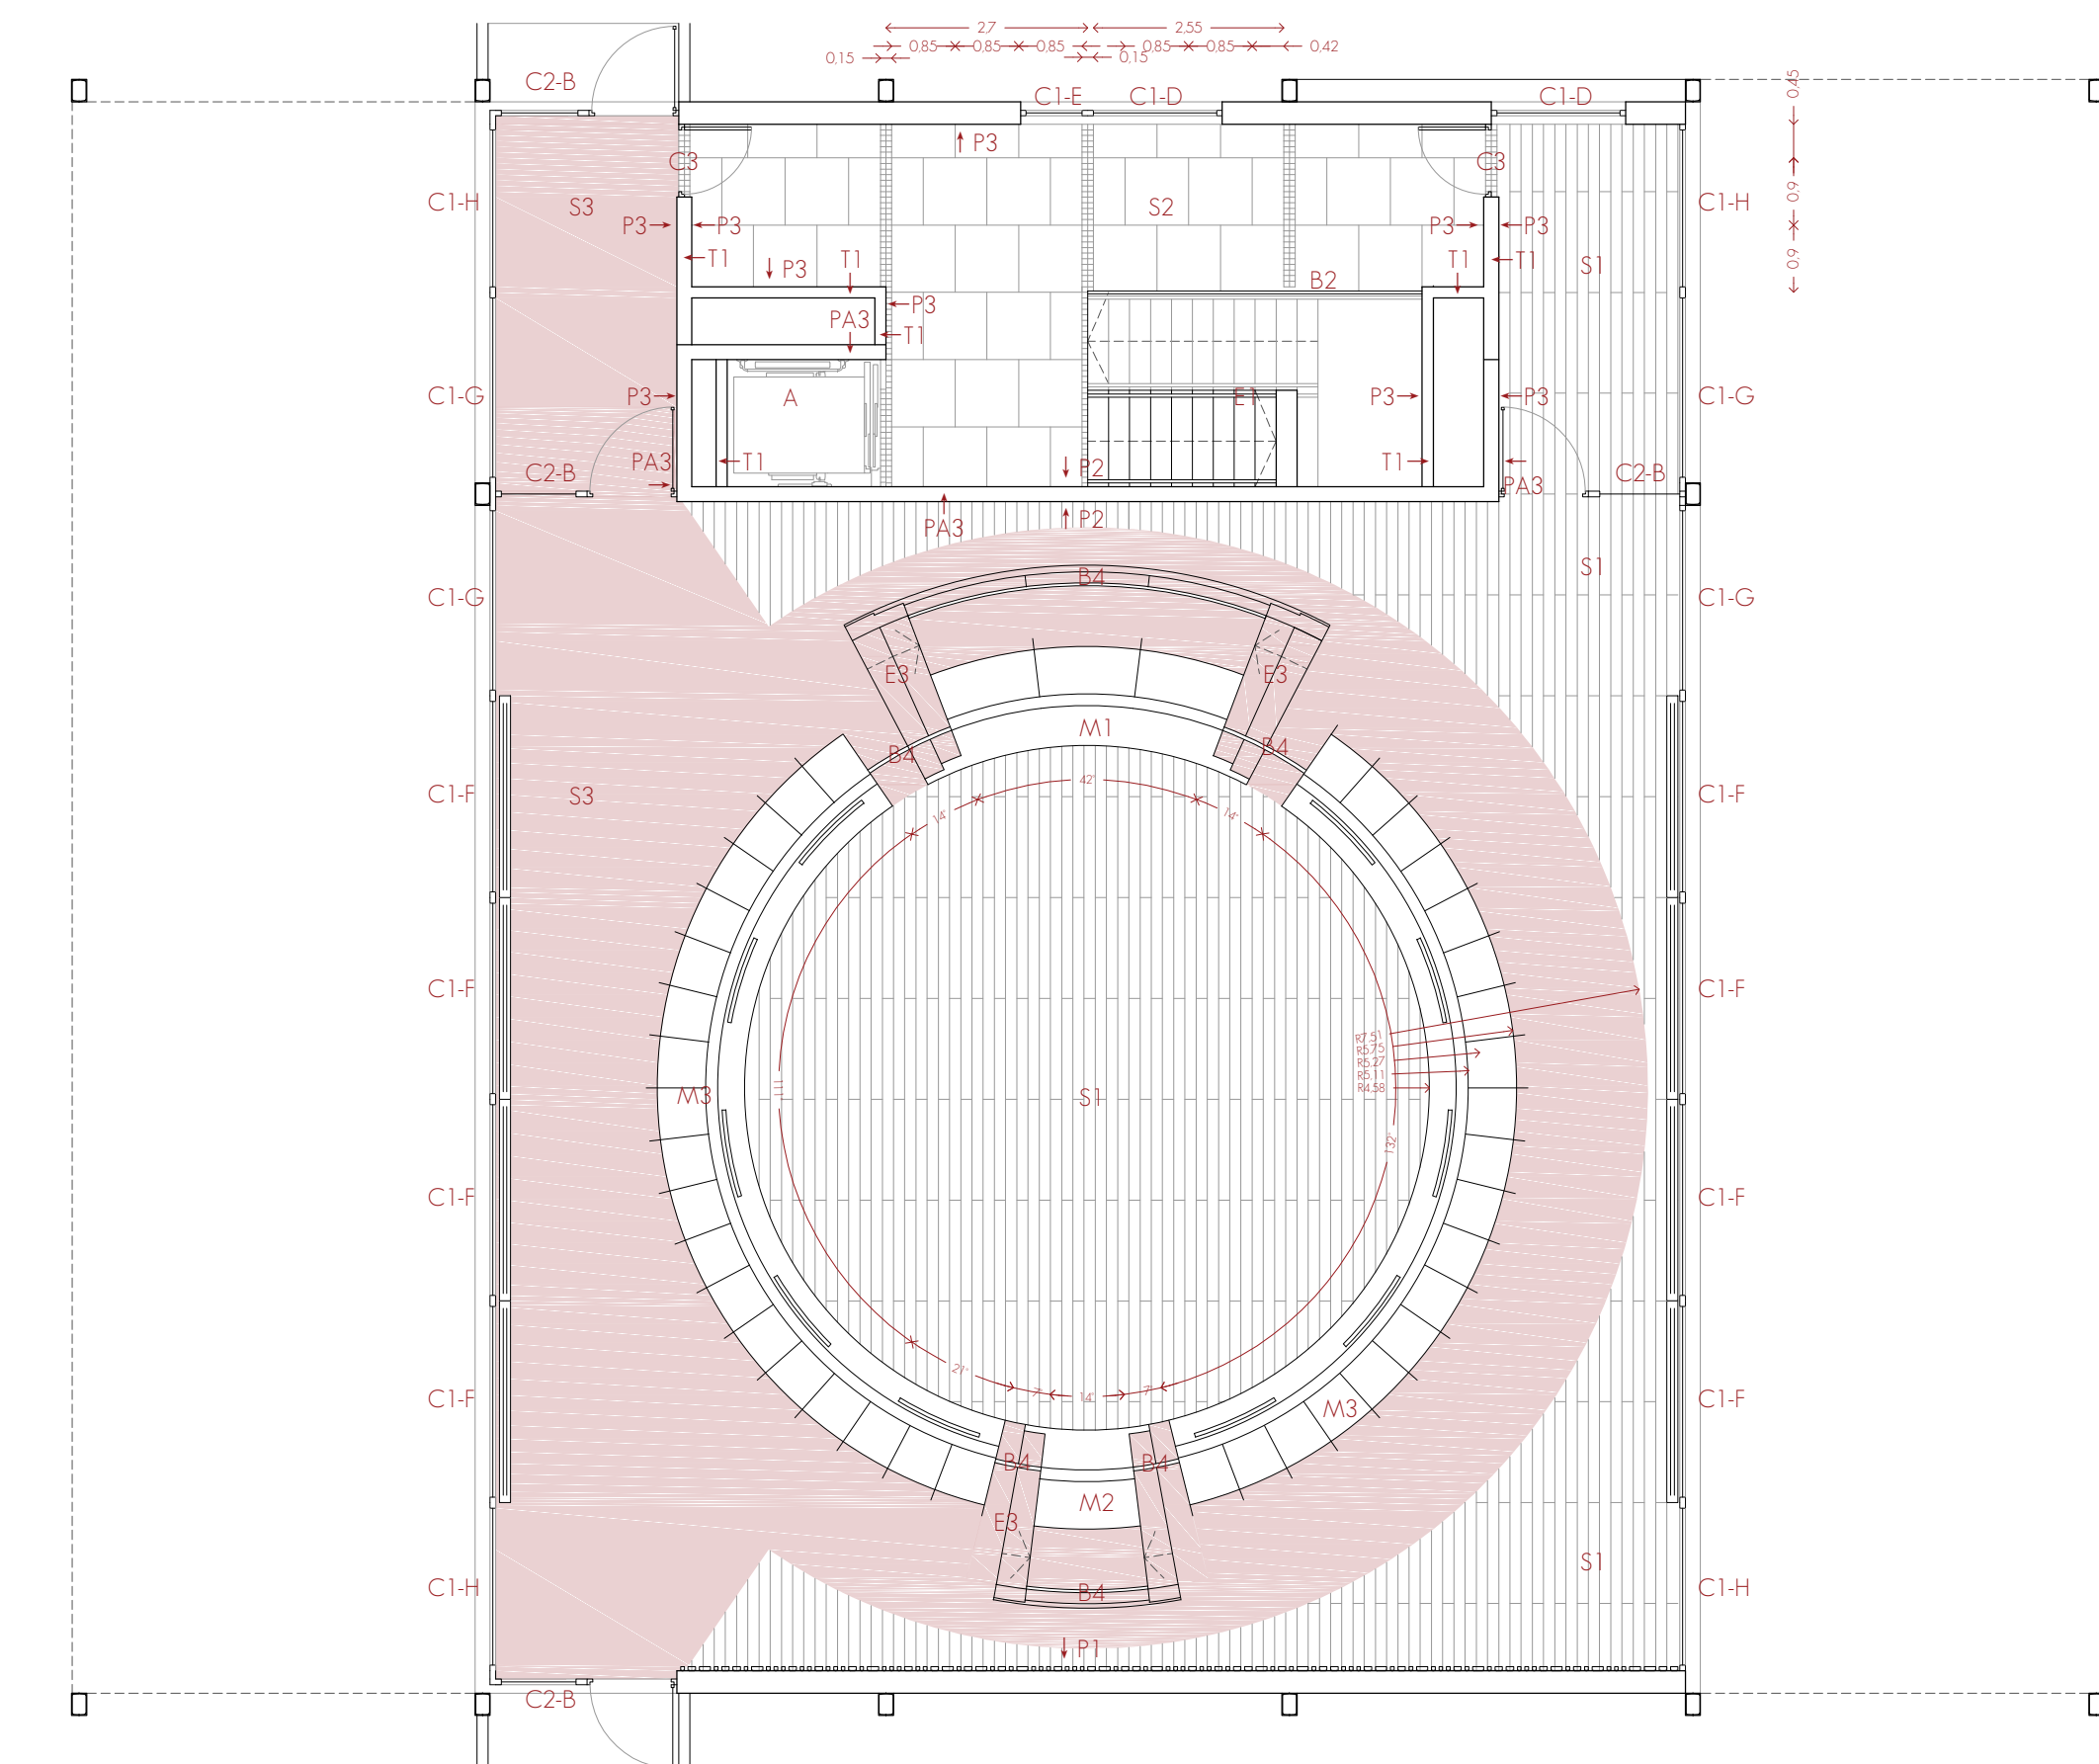 2,7 2,55
0,85 0,85 0,85 0,85 0,85 0,42
0,15 0,15
C2-B C1-E C1-D C1-D 0,45
P3
C3 C3
C1-H S3 S2 0,9 C1-H
P3 P3 P3 P3
T1 P3 T1 T1 T1 S1 0,9
B2
P3
PA3 T1
C1-G P3 A E1 P3 P3 C1-G
C2-B PA3 T1 P2 T1 PA3 C2-B
PA3 P2
C1-G B4 S1 C1-G
E3 E3
M1
B4 B4
42°
C1-F S3 14° 14° C1-F
C1-F C1-F
R7,51
R5,75
R5,27
R5,11
R4,58
M3 111 S1
132°
C1-F C1-F
21° 7° 14° 7°
C1-F M3 C1-F
B4 B4
M2
E3
S1
C1-H B4 C1-H
P1
C2-B